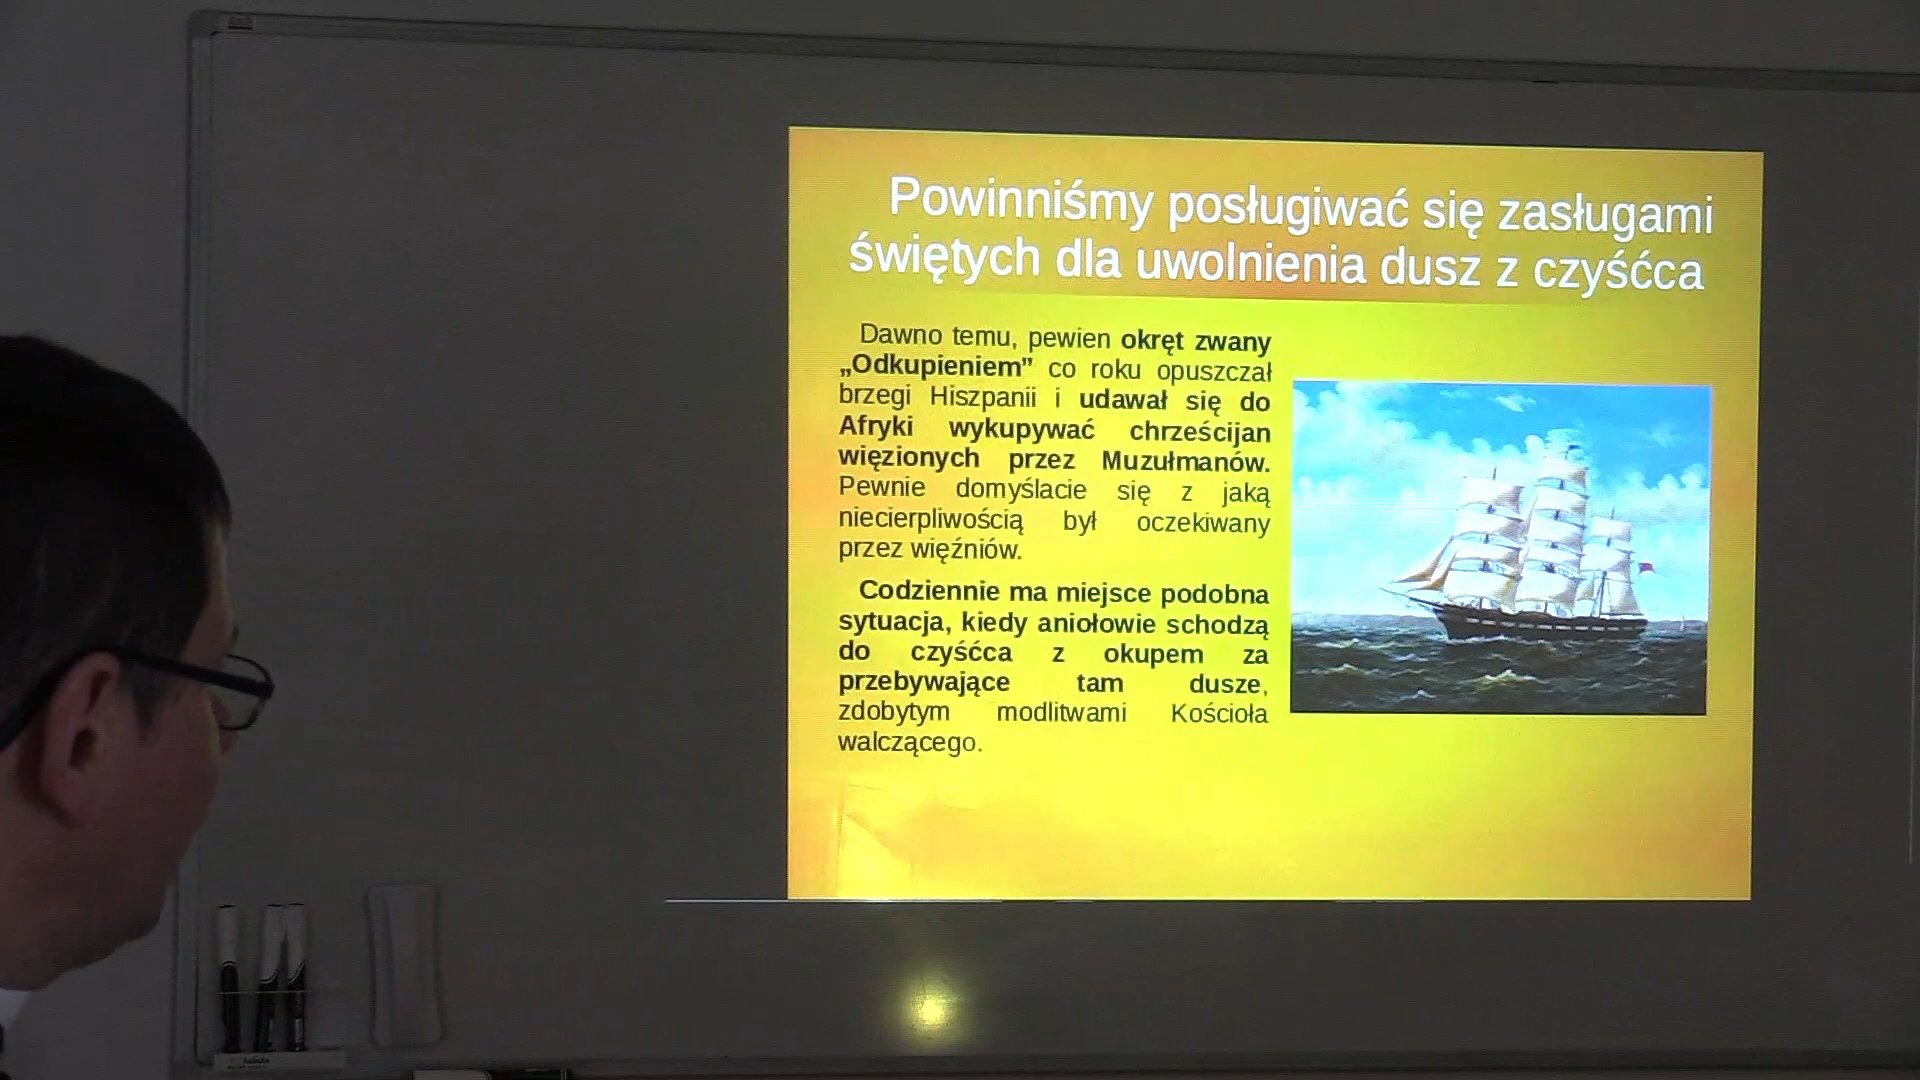 Powinniśmy posługiwać się zasługami
świętych dla uwolnienia dusz z czyśćca
Dawno temu, pewien okręt zwany
„Odkupieniem” co roku opuszczał
brzegi Hiszpanii i udawał się do
Afryki wykupywać chrześcijan
więzionych przez Muzułmanów.
Pewnie domyślacie się z jaką
niecierpliwością był oczekiwany
przez więźniów.
Codziennie ma miejsce podobna
sytuacja, kiedy aniołowie schodzą
do czyśćca z okupem za
przebywające tam dusze,
zdobytym modlitwami Kościoła
walczącego.